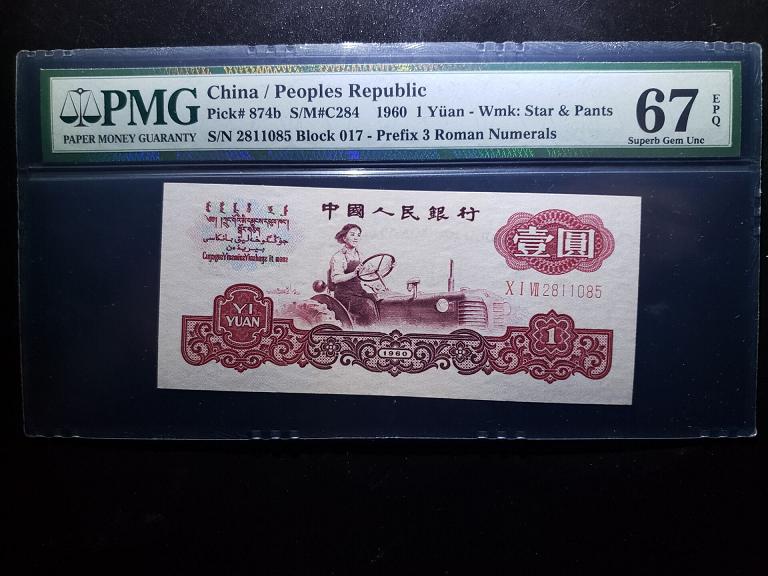 PMG
PAPER MONEY GUARANTY
China / Peoples Republic
Pick# 874b S/M#C284 1960 1 Yüan - Wmk: Star & Pants
S/N 2811085 Block 017 - Prefix 3 Roman Numerals
67
EPQ
Superb Gem Unc
中國人民銀行
壹圓
X I VII 2811085
YI
YUAN
1960
1